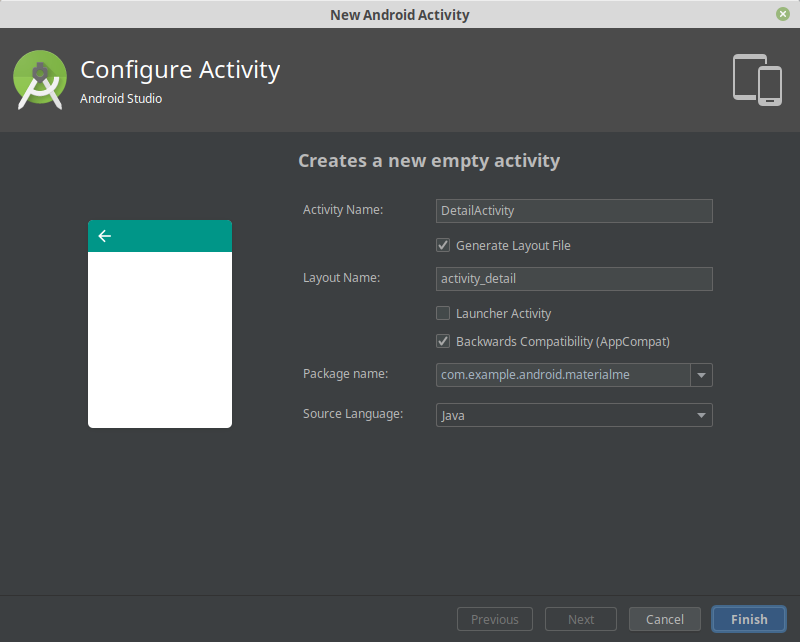 New Android Activity
Configure Activity
Android Studio
Creates a new empty activity
Activity Name: DetailActivity
Generate Layout File
Layout Name: activity_detail
Launcher Activity
Backwards Compatibility (AppCompat)
Package name: com.example.android.materialme
Source Language: Java
Previous Next Cancel Finish